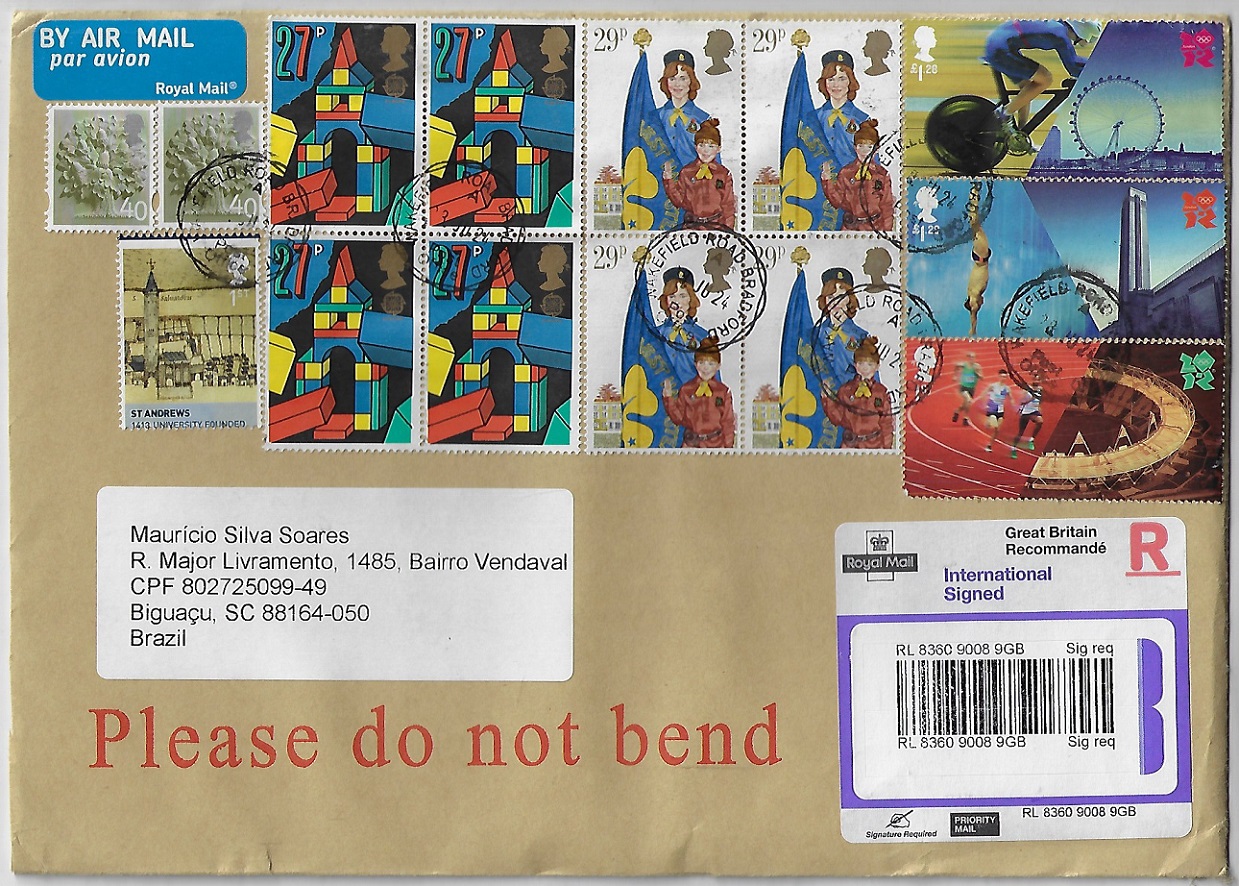 BY AIR MAIL
par avion
Royal Mail®
40
40
1ST
ST ANDREWS
1413 UNIVERSITY FOUNDED
27P
27P
27P
27P
29P
29P
29P
29P
£1.28
£1.28
WAKEFIELD ROAD BRADFORD
Maurício Silva Soares
R. Major Livramento, 1485, Bairro Vendaval
CPF 802725099-49
Biguaçu, SC 88164-050
Brazil
Please do not bend
Royal Mail
Great Britain
Recommandé
R
International
Signed
RL 8360 9008 9GB Sig req
RL 8360 9008 9GB Sig req
Signature Required
PRIORITY
MAIL
RL 8360 9008 9GB